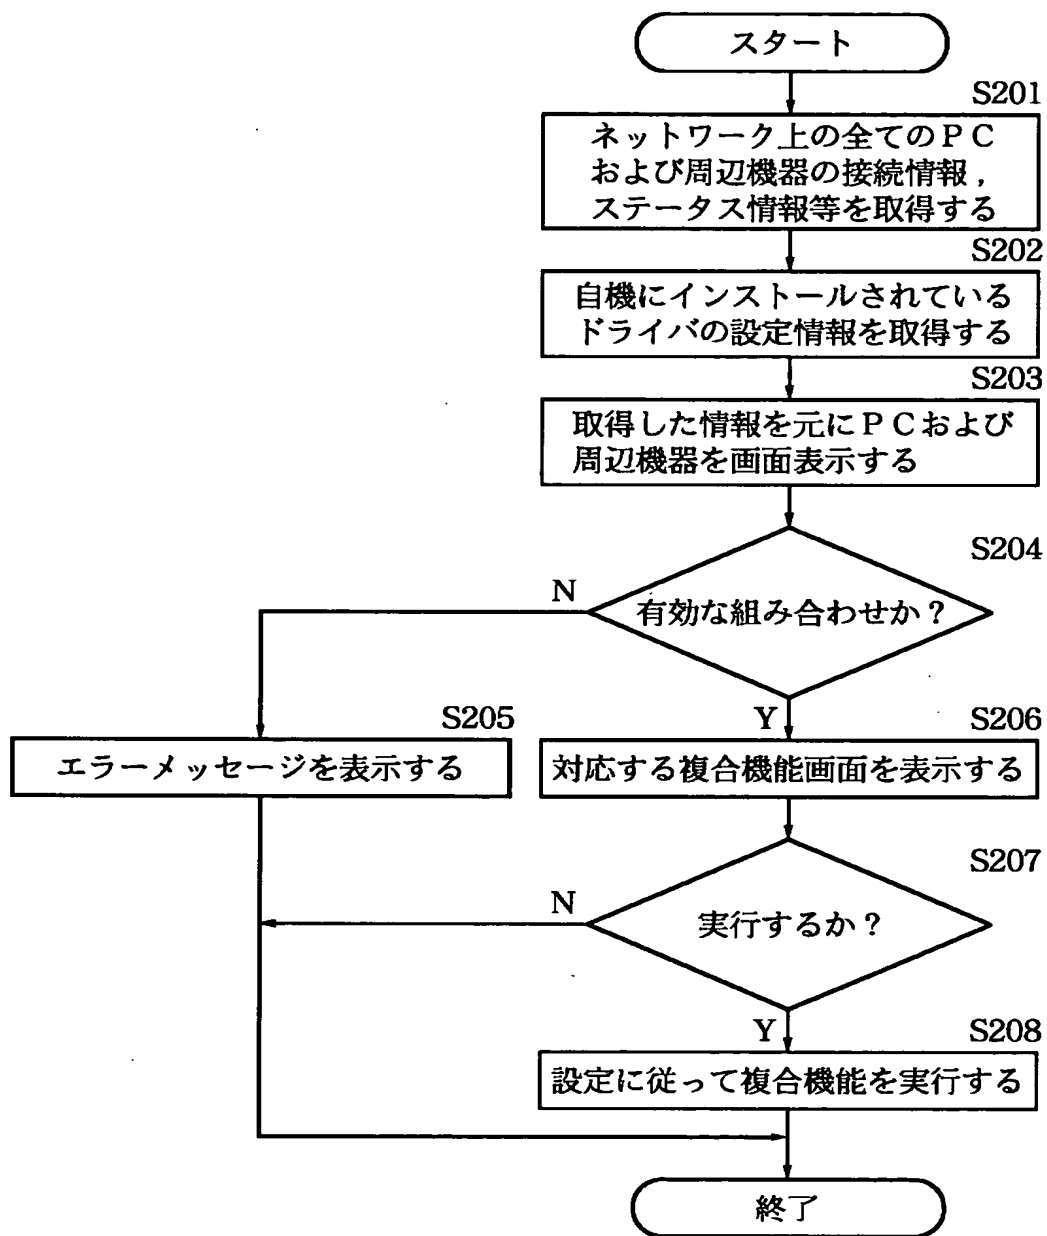 スタート
S201
ネットワーク上の全てのPC
および周辺機器の接続情報,
ステータス情報等を取得する
S202
自機にインストールされている
ドライバの設定情報を取得する
S203
取得した情報を元にPCおよび
周辺機器を画面表示する
S204
有効な組み合わせか?
N
Y
S205
エラーメッセージを表示する
S206
対応する複合機能画面を表示する
S207
実行するか?
N
Y
S208
設定に従って複合機能を実行する
終了